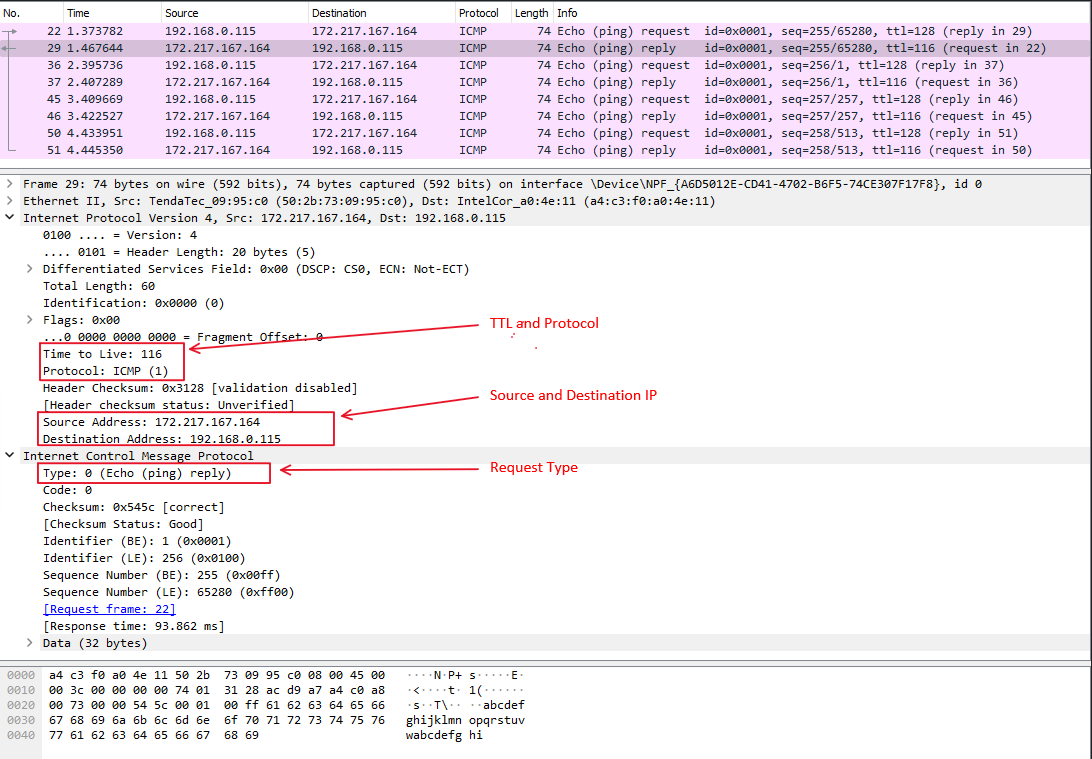 No. Time Source Destination Protocol Length Info
22 1.373782 192.168.0.115 172.217.167.164 ICMP 74 Echo (ping) request id=0x0001, seq=255/65280, ttl=128 (reply in 29)
29 1.467644 172.217.167.164 192.168.0.115 ICMP 74 Echo (ping) reply id=0x0001, seq=255/65280, ttl=116 (request in 22)
36 2.395736 192.168.0.115 172.217.167.164 ICMP 74 Echo (ping) request id=0x0001, seq=256/1, ttl=128 (reply in 37)
37 2.407289 172.217.167.164 192.168.0.115 ICMP 74 Echo (ping) reply id=0x0001, seq=256/1, ttl=116 (request in 36)
45 3.409669 192.168.0.115 172.217.167.164 ICMP 74 Echo (ping) request id=0x0001, seq=257/257, ttl=128 (reply in 46)
46 3.422527 172.217.167.164 192.168.0.115 ICMP 74 Echo (ping) reply id=0x0001, seq=257/257, ttl=116 (request in 45)
50 4.433951 192.168.0.115 172.217.167.164 ICMP 74 Echo (ping) request id=0x0001, seq=258/513, ttl=128 (reply in 51)
51 4.445350 172.217.167.164 192.168.0.115 ICMP 74 Echo (ping) reply id=0x0001, seq=258/513, ttl=116 (request in 50)
Frame 29: 74 bytes on wire (592 bits), 74 bytes captured (592 bits) on interface \Device\NPF_{A6D5012E-CD41-4702-B6F5-74CE307F17F8}, id 0
Ethernet II, Src: TendaTec_09:95:c0 (50:2b:73:09:95:c0), Dst: IntelCor_a0:4e:11 (a4:c3:f0:a0:4e:11)
Internet Protocol Version 4, Src: 172.217.167.164, Dst: 192.168.0.115
0100 .... = Version: 4
.... 0101 = Header Length: 20 bytes (5)
Differentiated Services Field: 0x00 (DSCP: CS0, ECN: Not-ECT)
Total Length: 60
Identification: 0x0000 (0)
Flags: 0x00
...0 0000 0000 0000 = Fragment Offset: 0
TTL and Protocol
Time to Live: 116
Protocol: ICMP (1)
Header Checksum: 0x3128 [validation disabled]
[Header checksum status: Unverified]
Source and Destination IP
Source Address: 172.217.167.164
Destination Address: 192.168.0.115
Internet Control Message Protocol
Type: 0 (Echo (ping) reply)
Request Type
Code: 0
Checksum: 0x545c [correct]
[Checksum Status: Good]
Identifier (BE): 1 (0x0001)
Identifier (LE): 256 (0x0100)
Sequence Number (BE): 255 (0x00ff)
Sequence Number (LE): 65280 (0xff00)
[Request frame: 22]
[Response time: 93.862 ms]
Data (32 bytes)
0000 a4 c3 f0 a0 4e 11 50 2b 73 09 95 c0 08 00 45 00 ····N·P+ s·····E·
0010 00 3c 00 00 00 00 74 01 31 28 ac d9 a7 a4 c0 a8 ·<····t· 1(······
0020 00 73 00 00 54 5c 00 01 00 ff 61 62 63 64 65 66 ·s··T\·· ··abcdef
0030 67 68 69 6a 6b 6c 6d 6e 6f 70 71 72 73 74 75 76 ghijklmn opqrstuv
0040 77 61 62 63 64 65 66 67 68 69 wabcdefg hi